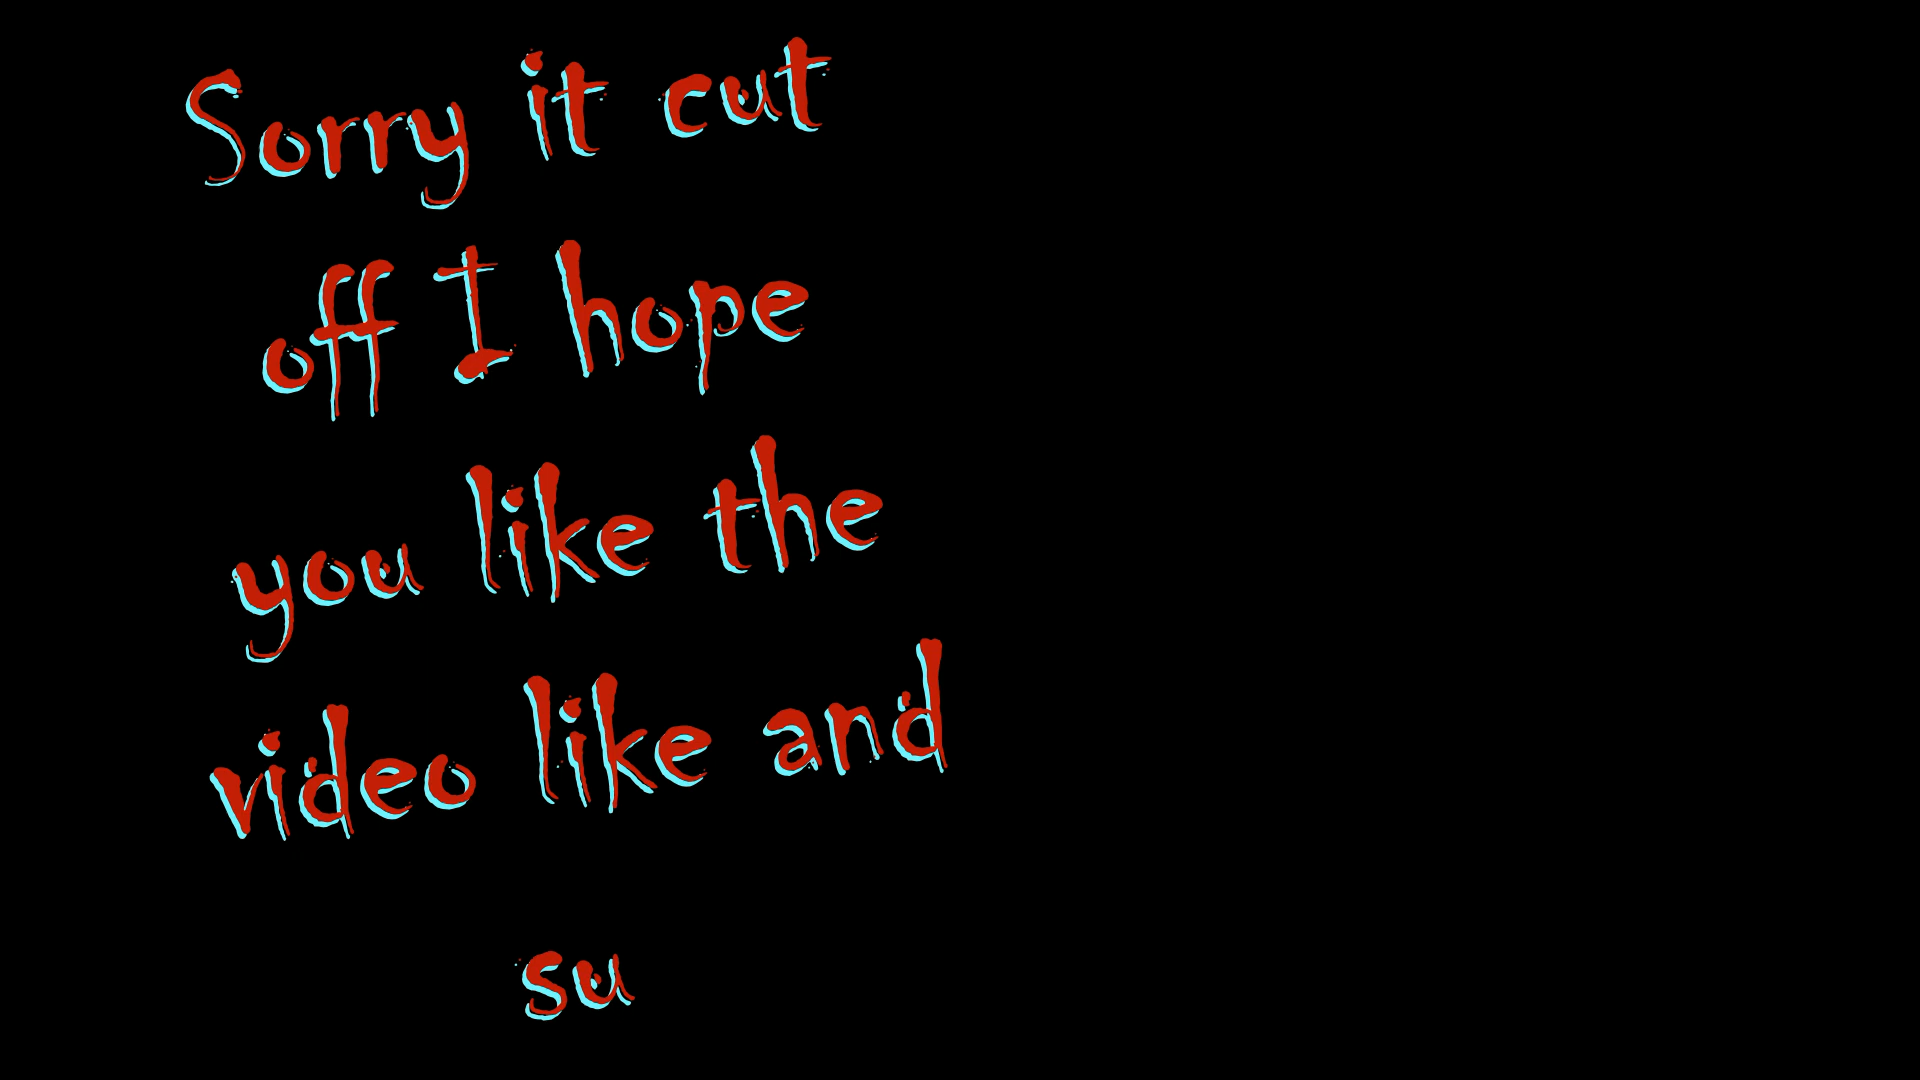 Sorry it cut
off I hope
you like the
video like and
su